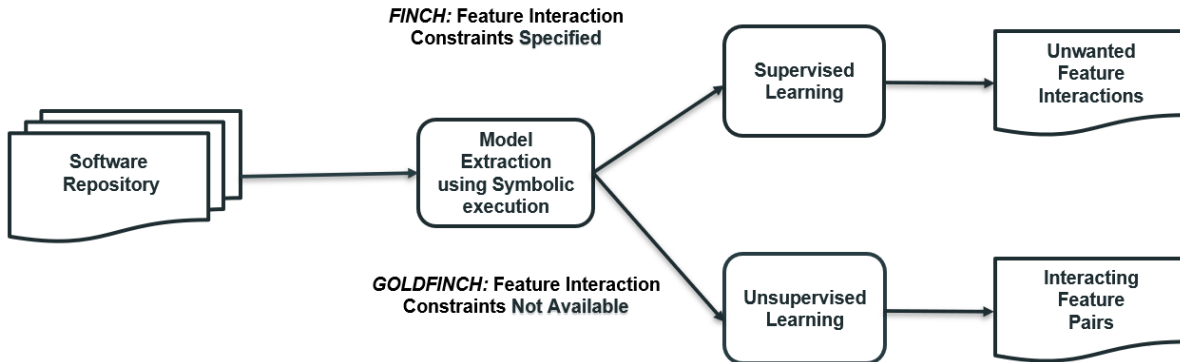 FINCH: Feature Interaction
Constraints Specified
Software
Repository
Model
Extraction
using Symbolic
execution
GOLDFINCH: Feature Interaction
Constraints Not Available
Supervised
Learning
Unwanted
Feature
Interactions
Unsupervised
Learning
Interacting
Feature
Pairs